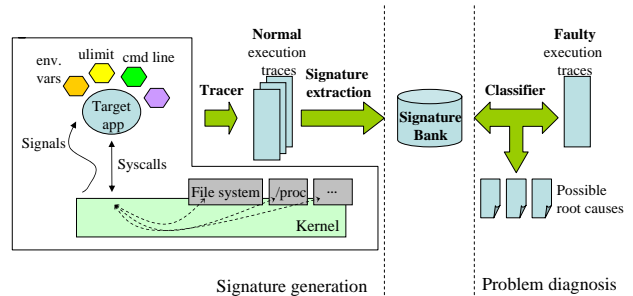 env.
vars
ulimit
cmd line
Target
app
Signals
Syscalls
File system
/proc
...
Kernel
Tracer
Normal
execution
traces
Signature
extraction
Signature
Bank
Classifier
Faulty
execution
traces
Possible
root causes
Signature generation
Problem diagnosis